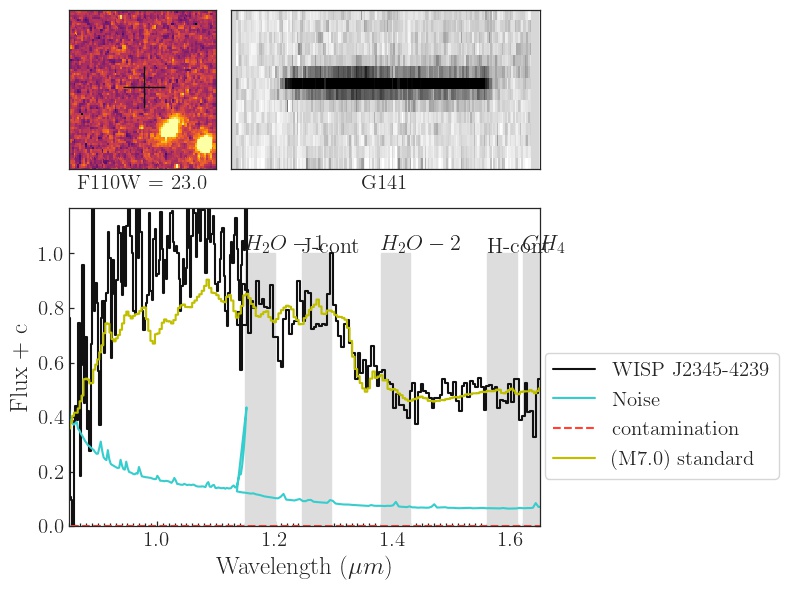 F110W = 23.0
G141
H₂O − 1
J-cont
H₂O − 2
H-cont
CH₄
1.0
0.8
0.6
0.4
0.2
0.0
Flux + c
1.0
1.2
1.4
1.6
Wavelength (μm)
WISP J2345-4239
Noise
contamination
(M7.0) standard